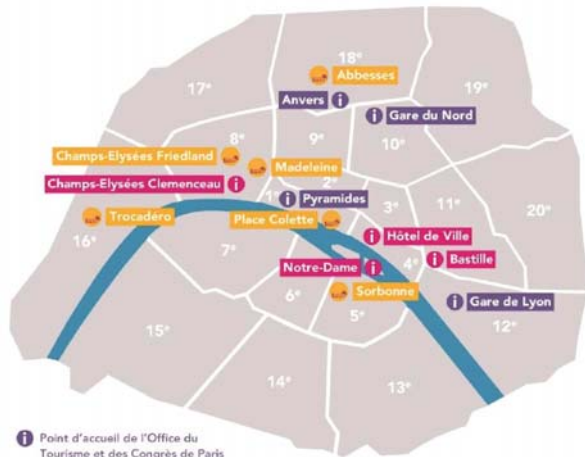 18e
Abbesses
17e
19e
Anvers
Gare du Nord
8e
9e
10e
Champs-Elysées Friedland
Madeleine
2e
Champs-Elysées Clemenceau
1er
Pyramides
3e
11e
20e
Trocadéro
Place Colette
16e
Hôtel de Ville
7e
4e
Bastille
Notre-Dame
6e
Sorbonne
Gare de Lyon
5e
12e
15e
14e
13e
Point d'accueil de l'Office du
Tourisme et des Congrès de Paris